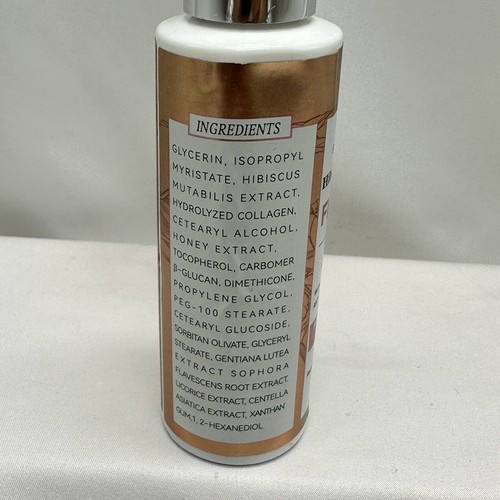 INGREDIENTS
GLYCERIN, ISOPROPYL
MYRISTATE, HIBISCUS
MUTABILIS EXTRACT,
HYDROLYZED COLLAGEN,
CETEARYL ALCOHOL,
HONEY EXTRACT,
TOCOPHEROL, CARBOMER
β-GLUCAN, DIMETHICONE,
PROPYLENE GLYCOL,
PEG-100 STEARATE,
CETEARYL GLUCOSIDE,
SORBITAN OLIVATE, GLYCERYL
STEARATE, GENTIANA LUTEA
EXTRACT SOPHORA
FLAVESCENS ROOT EXTRACT,
LICORICE EXTRACT, CENTELLA
ASIATICA EXTRACT, XANTHAN
GUM,1, 2-HEXANEDIOL